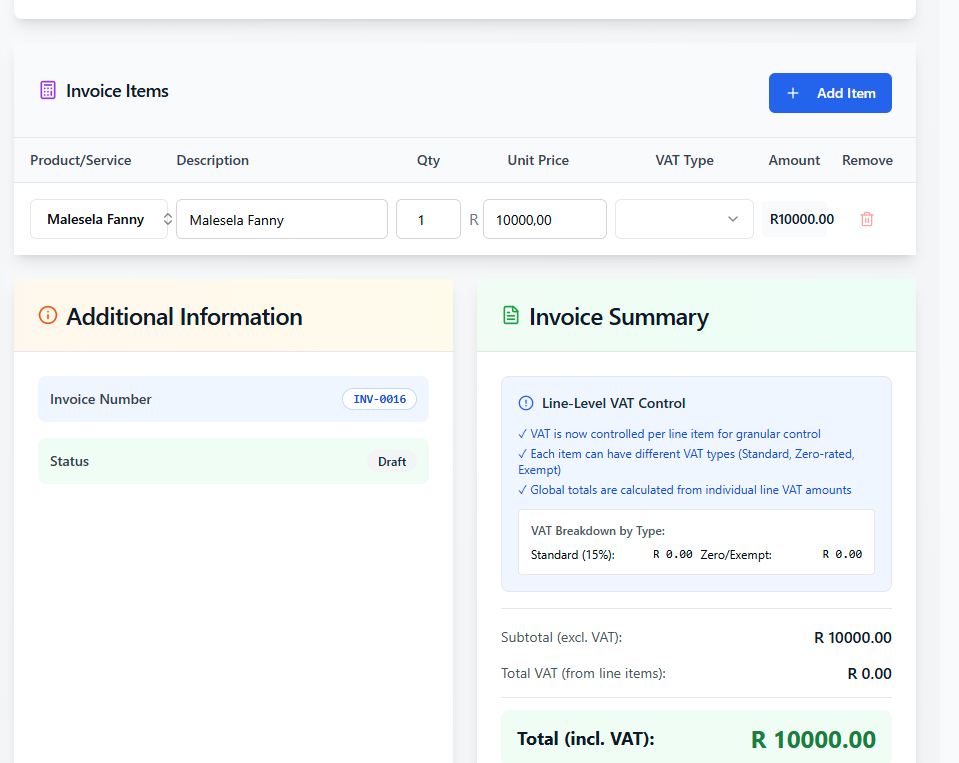 Invoice Items
+ Add Item
Product/Service Description Qty Unit Price VAT Type Amount Remove
Malesela Fanny Malesela Fanny 1 R 10000,00 R10000.00
Additional Information
Invoice Number INV-0016
Status Draft
Invoice Summary
Line-Level VAT Control
✓ VAT is now controlled per line item for granular control
✓ Each item can have different VAT types (Standard, Zero-rated,
Exempt)
✓ Global totals are calculated from individual line VAT amounts
VAT Breakdown by Type:
Standard (15%): R 0.00 Zero/Exempt: R 0.00
Subtotal (excl. VAT): R 10000.00
Total VAT (from line items): R 0.00
Total (incl. VAT): R 10000.00